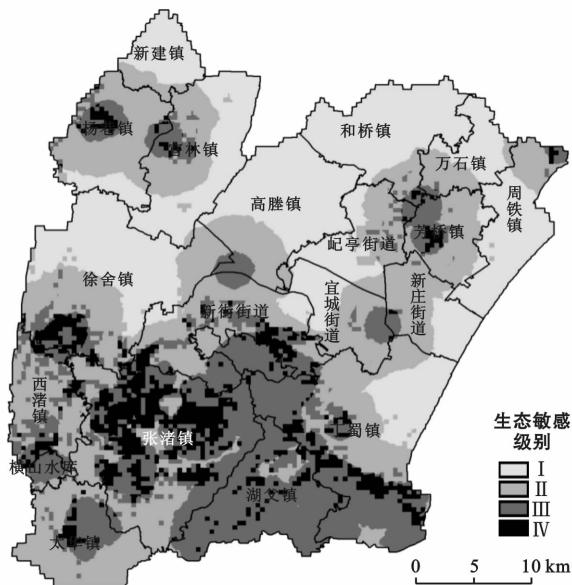 新建镇
杨巷镇
官林镇
和桥镇
万石镇
周铁镇
高塍镇
屺亭街道
芳桥镇
徐舍镇
新街街道
宜城街道
新庄街道
西渚镇
张渚镇
蜀镇
横山水库
湖㳇镇
太华镇
生态敏感
级别
I
II
III
IV
0 5 10 km